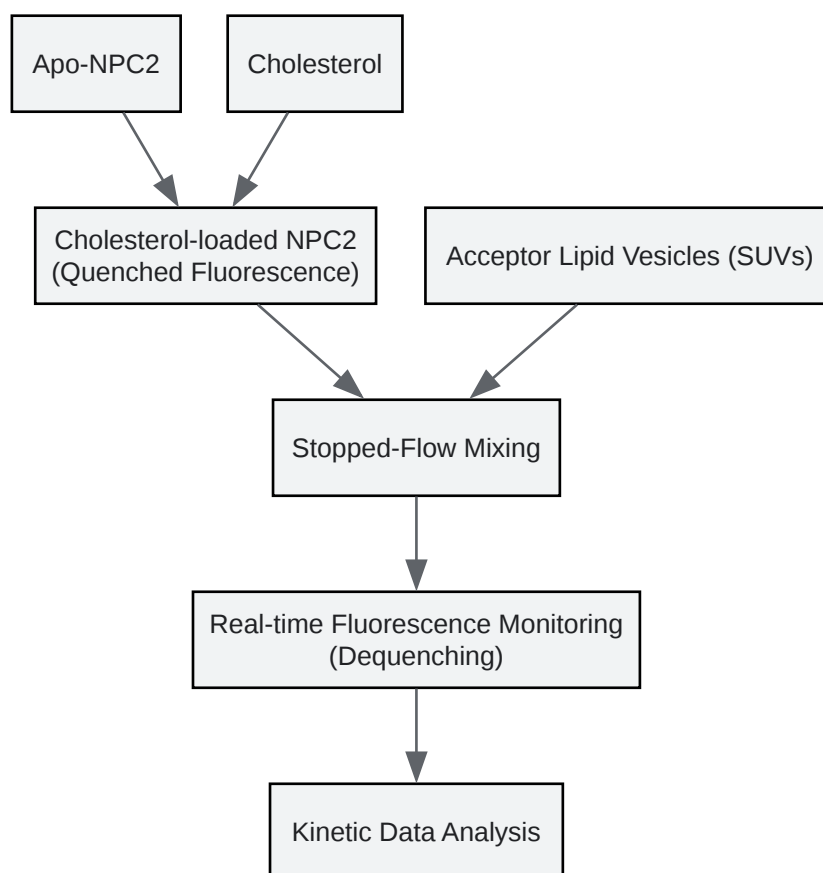 Apo-NPC2
Cholesterol
Cholesterol-loaded NPC2
(Quenched Fluorescence)
Acceptor Lipid Vesicles (SUVs)
Stopped-Flow Mixing
Real-time Fluorescence Monitoring
(Dequenching)
Kinetic Data Analysis